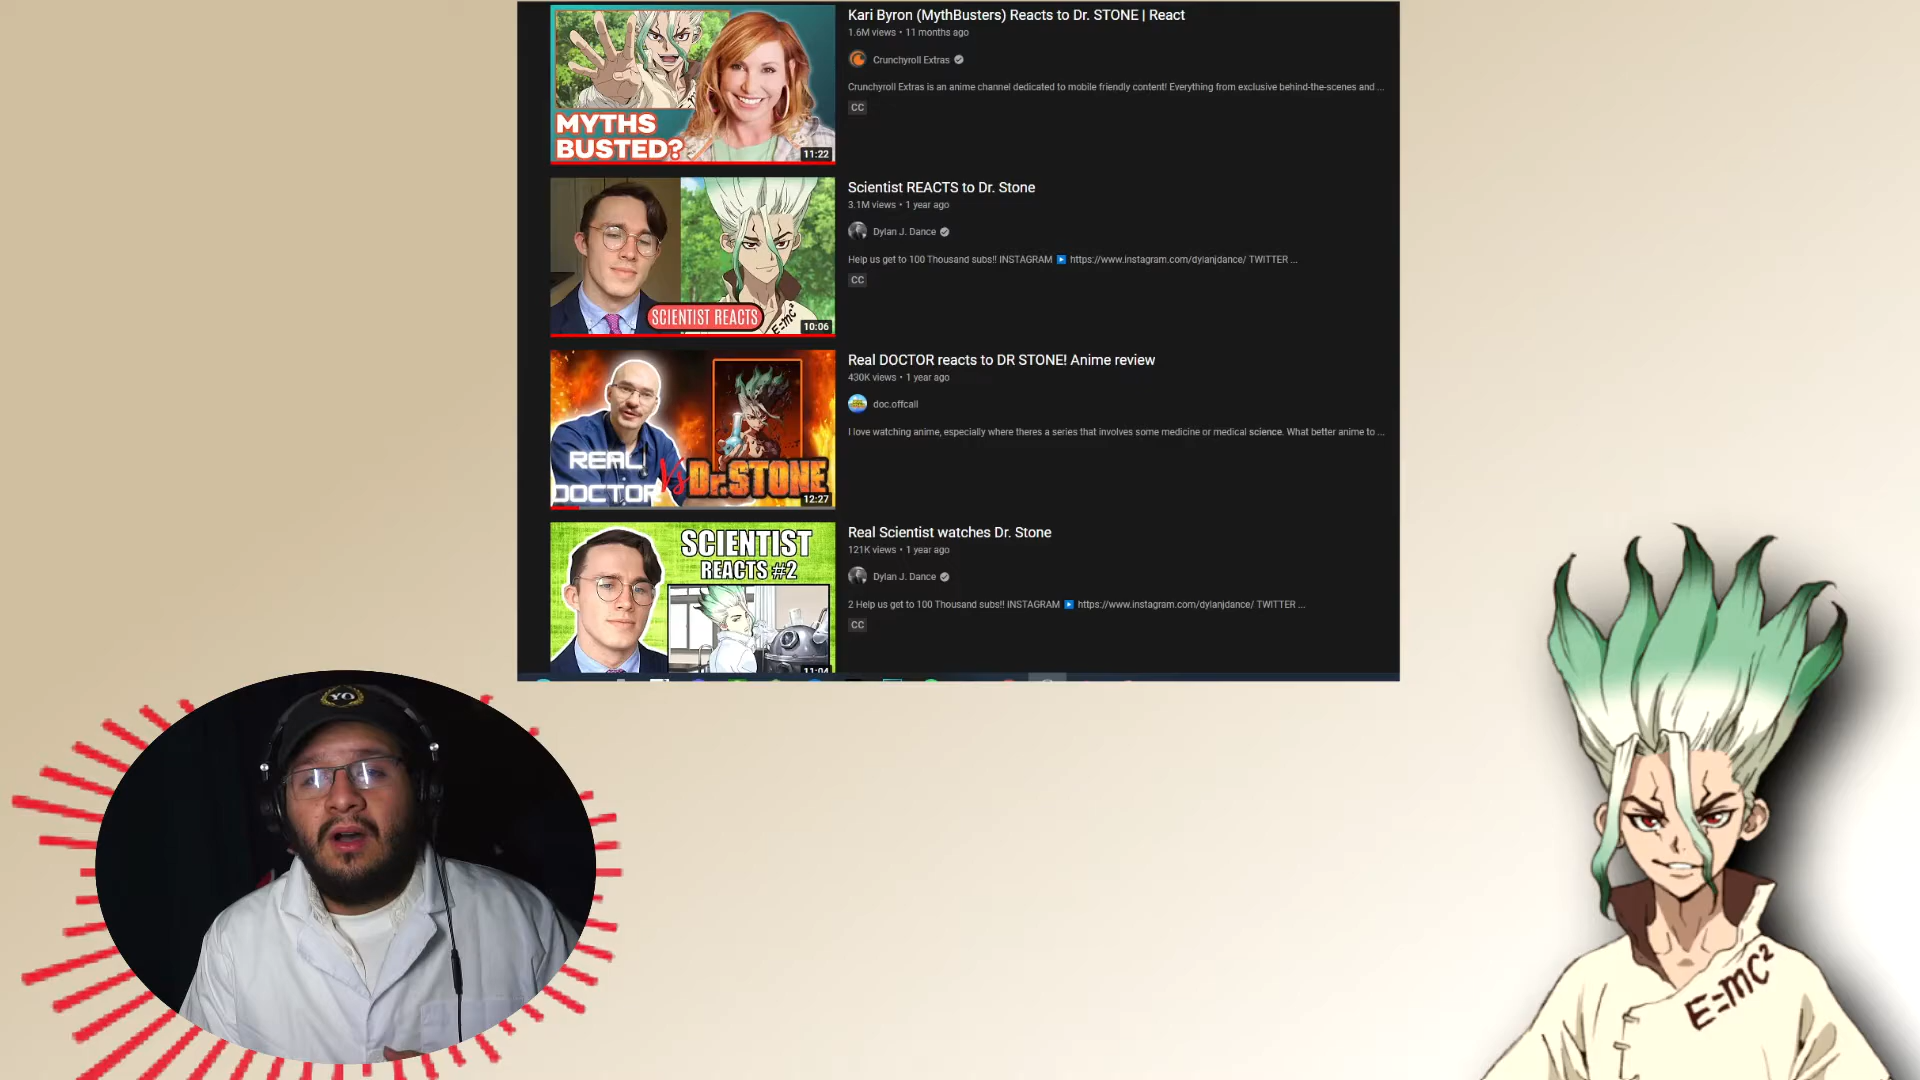 Kari Byron (MythBusters) Reacts to Dr. STONE | React
1.6M views • 11 months ago
Crunchyroll Extras
Crunchyroll Extras is an anime channel dedicated to mobile friendly content! Everything from exclusive behind-the-scenes and ...
CC
MYTHS
BUSTED?
11:22
Scientist REACTS to Dr. Stone
3.1M views • 1 year ago
Dylan J. Dance
Help us get to 100 Thousand subs!! INSTAGRAM ▶ https://www.instagram.com/dylanjdance/ TWITTER ...
CC
SCIENTIST REACTS
E=mc²
10:06
Real DOCTOR reacts to DR STONE! Anime review
430K views • 1 year ago
doc.offcall
I love watching anime, especially where theres a series that involves some medicine or medical science. What better anime to ...
REAL
DOCTOR
Vs
Dr.STONE
12:27
Real Scientist watches Dr. Stone
121K views • 1 year ago
Dylan J. Dance
2 Help us get to 100 Thousand subs!! INSTAGRAM ▶ https://www.instagram.com/dylanjdance/ TWITTER ...
CC
SCIENTIST
REACTS #2
11:04
YO
E=mc²